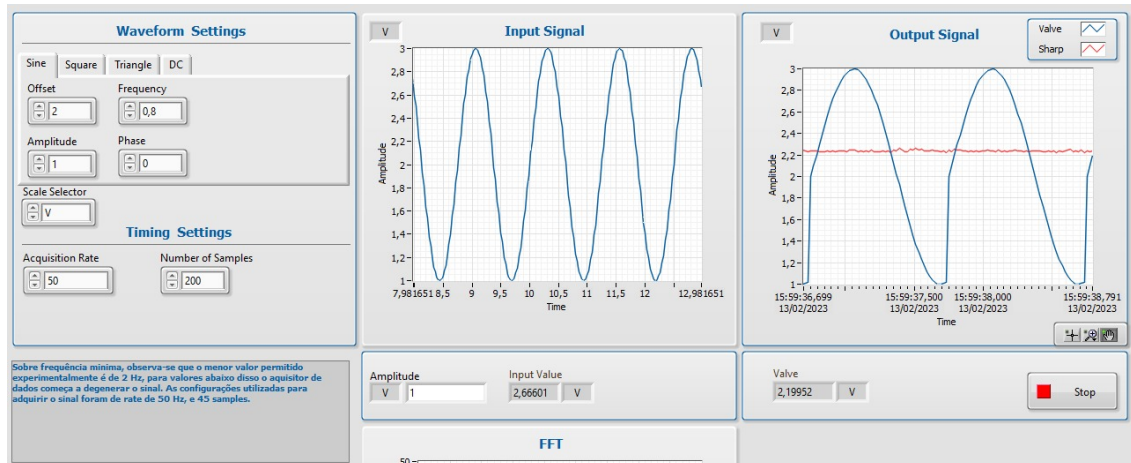 Waveform Settings
Sine Square Triangle DC
Offset Frequency
2 0,8
Amplitude Phase
1 0
Scale Selector
V
Timing Settings
Acquisition Rate Number of Samples
50 200
Sobre frequência mínima, observa-se que o menor valor permitido
experimentalmente é de 2 Hz, para valores abaixo disso o aquisitor de
dados começa a degenerar o sinal. As configurações utilizadas para
adquirir o sinal foram de rate de 50 Hz, e 45 samples.
V Input Signal
Amplitude
3
2,8
2,6
2,4
2,2
2
1,8
1,6
1,4
1,2
1
7,981651 8,5 9 9,5 10 10,5 11 11,5 12 12,981651
Time
Amplitude Input Value
V 1 2,66601 V
FFT
50
V Output Signal
Valve
Sharp
Amplitude
3
2,8
2,6
2,4
2,2
2
1,8
1,6
1,4
1,2
1
15:59:36,699 15:59:37,500 15:59:38,000 15:59:38,791
13/02/2023 13/02/2023 13/02/2023 13/02/2023
Time
Valve
2,19952 V
Stop